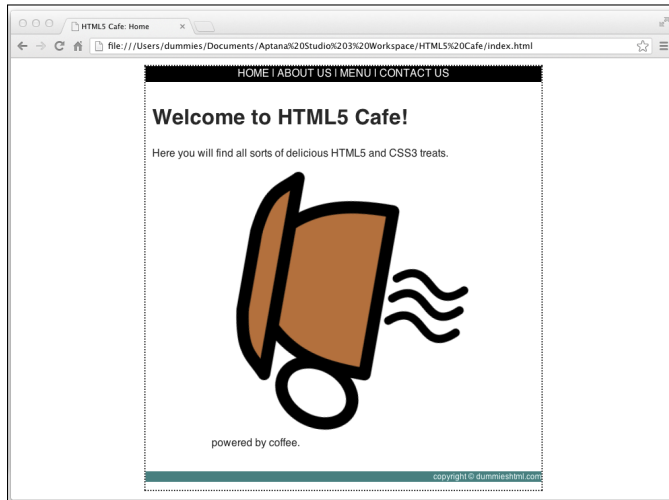 HTML5 Cafe: Home
file:///Users/dummies/Documents/Aptana%20Studio%203%20Workspace/HTML5%20Cafe/index.html
HOME | ABOUT US | MENU | CONTACT US
Welcome to HTML5 Cafe!
Here you will find all sorts of delicious HTML5 and CSS3 treats.
powered by coffee.
copyright © dummieshtml.com